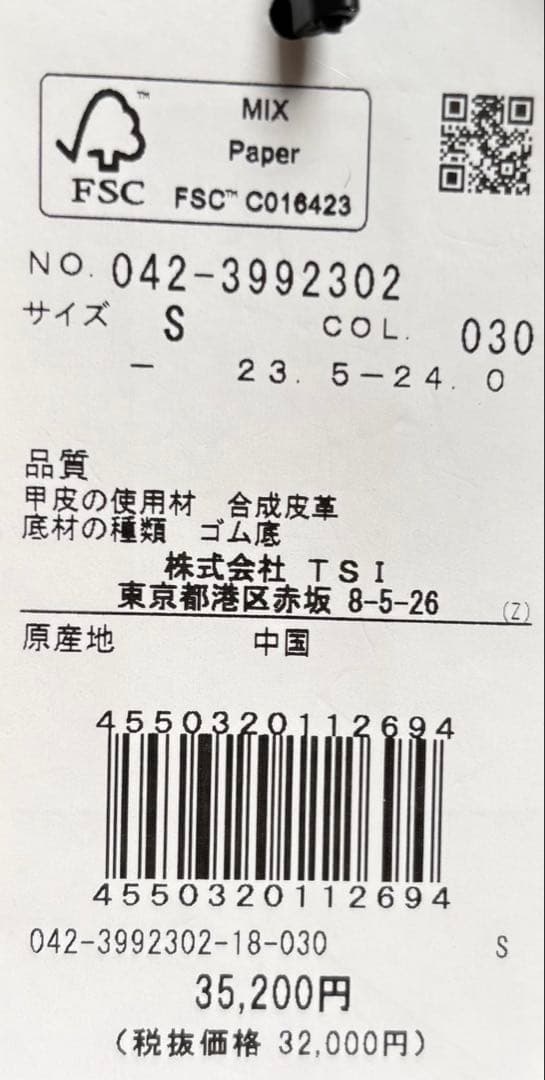 MIX
Paper
FSC™ FSC™ C016423
NO. 042-3992302
サイズ S COL. 030
－ 23.5－24.0
品質
甲皮の使用材 合成皮革
底材の種類 ゴム底
株式会社 TSI
東京都港区赤坂 8-5-26 (Z)
原産地 中国
4550320112694
4550320112694
042-3992302-18-030 S
35,200円
(税抜価格 32,000円)